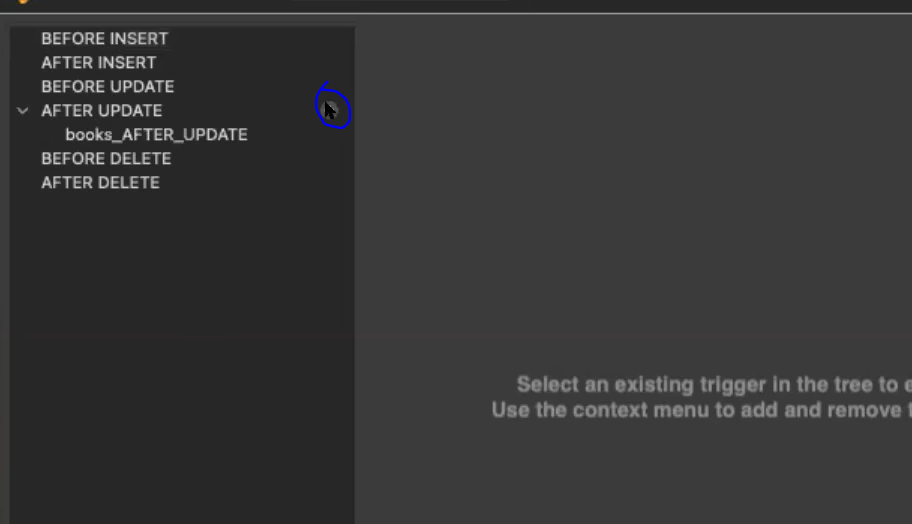 BEFORE INSERT
AFTER INSERT
BEFORE UPDATE
AFTER UPDATE
books_AFTER_UPDATE
BEFORE DELETE
AFTER DELETE
Select an existing trigger in the tree to
Use the context menu to add and remove